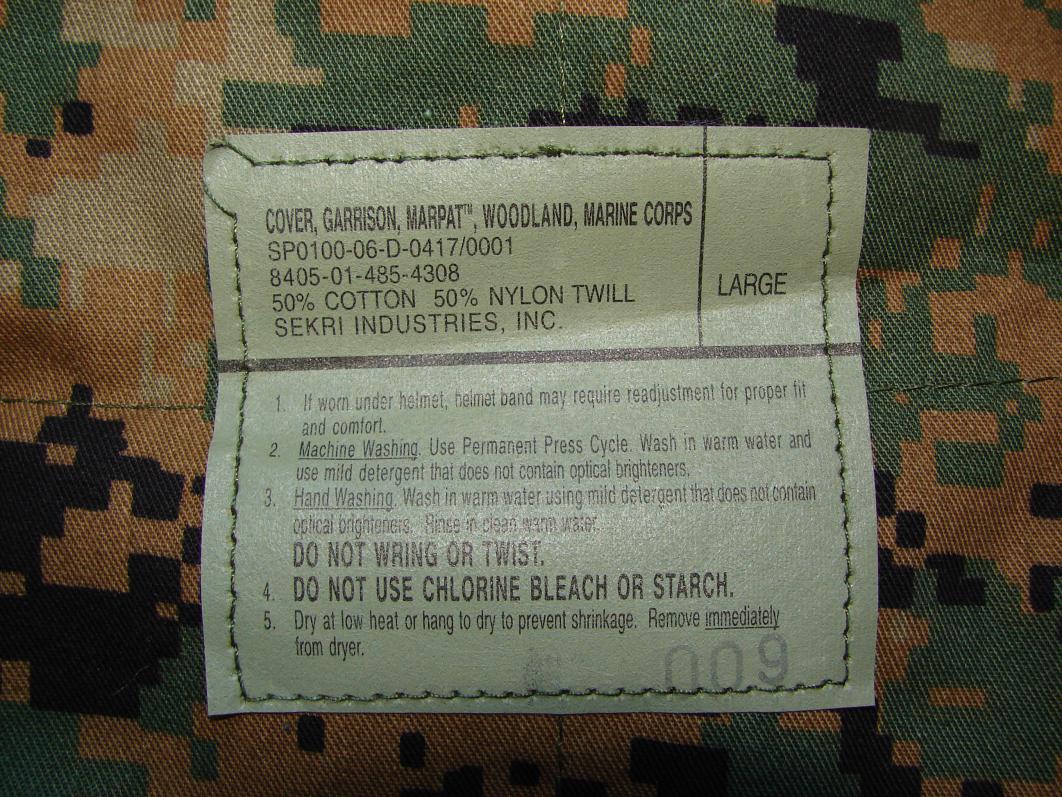 COVER, GARRISON, MARPAT™, WOODLAND, MARINE CORPS
SP0100-06-D-0417/0001
8405-01-485-4308
50% COTTON 50% NYLON TWILL
SEKRI INDUSTRIES, INC.
LARGE
1. If worn under helmet, helmet band may require readjustment for proper fit
and comfort.
2. Machine Washing. Use Permanent Press Cycle. Wash in warm water and
use mild detergent that does not contain optical brighteners.
3. Hand Washing. Wash in warm water using mild detergent that does not contain
optical brighteners. Rinse in clean warm water.
DO NOT WRING OR TWIST.
4. DO NOT USE CHLORINE BLEACH OR STARCH.
5. Dry at low heat or hang to dry to prevent shrinkage. Remove immediately
from dryer.
009